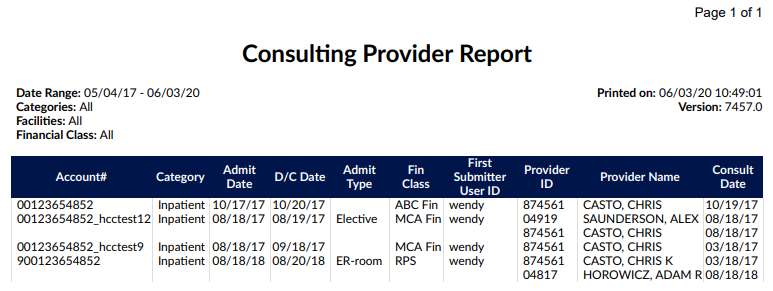 Page 1 of 1
Consulting Provider Report
Date Range: 05/04/17 - 06/03/20
Printed on: 06/03/20 10:49:01
Categories: All
Version: 7457.0
Facilities: All
Financial Class: All
Account# Category Admit Date D/C Date Admit Type Fin Class First Submitter User ID Provider ID Provider Name Consult Date
00123654852 Inpatient 10/17/17 10/20/17 ABC Fin wendy 874561 CASTO, CHRIS 10/19/17
00123654852_hcctest12 Inpatient 08/18/17 08/19/17 Elective MCA Fin wendy 04919 SAUNDERSON, ALEX 08/18/17
874561 CASTO, CHRIS 08/18/17
00123654852_hcctest9 Inpatient 08/18/17 09/18/17 MCA Fin wendy 874561 CASTO, CHRIS 03/18/17
900123654852 Inpatient 08/18/18 08/20/18 ER-room RPS wendy 874561 CASTO, CHRIS K 03/18/17
04817 HOROWICZ, ADAM R 08/18/18